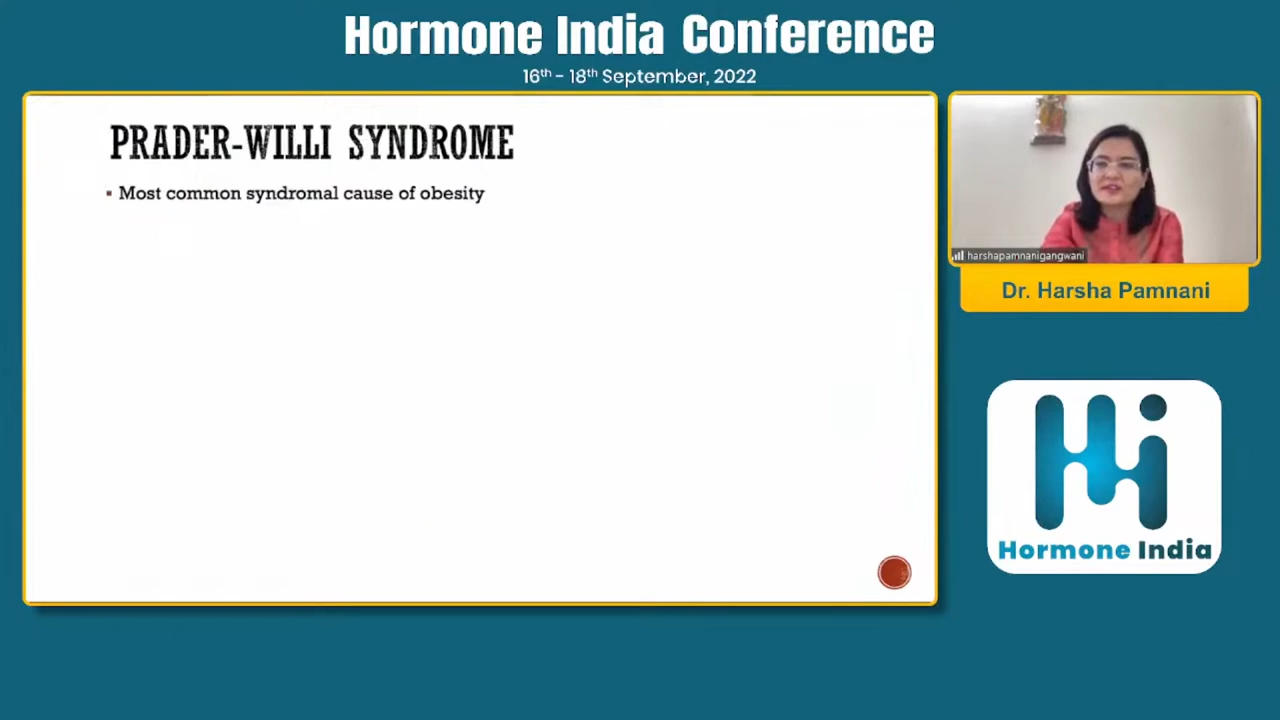 Hormone India Conference
16th - 18th September, 2022
PRADER-WILLI SYNDROME
▪ Most common syndromal cause of obesity
harshapamnanigangwani
Dr. Harsha Pamnani
Hi
Hormone India